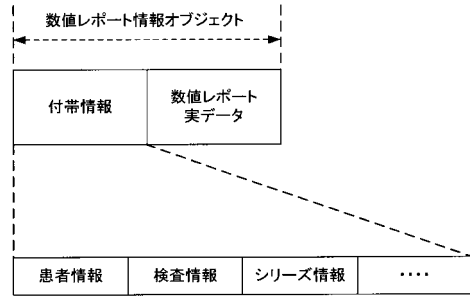 数値レポート情報オブジェクト
付帯情報
数値レポート
実データ
患者情報
検査情報
シリーズ情報
····